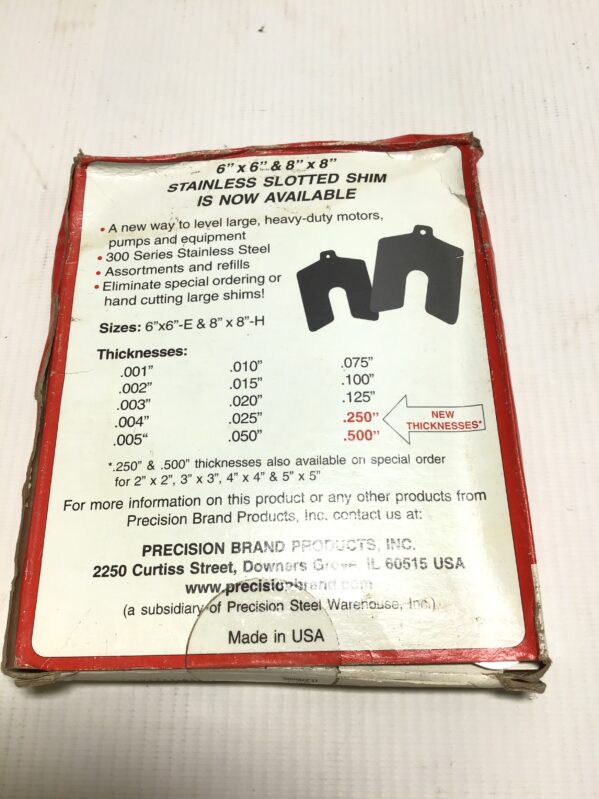 6" x 6" & 8" x 8"
STAINLESS SLOTTED SHIM
IS NOW AVAILABLE
• A new way to level large, heavy-duty motors,
pumps and equipment
• 300 Series Stainless Steel
• Assortments and refills
• Eliminate special ordering or
hand cutting large shims!
Sizes: 6"x6"-E & 8" x 8"-H
Thicknesses:
.001" .010" .075"
.002" .015" .100"
.003" .020" .125"
.004" .025" .250"
.005“ .050" .500"
NEW
THICKNESSES*
*.250" & .500" thicknesses also available on special order
for 2" x 2", 3" x 3", 4" x 4" & 5" x 5"
For more information on this product or any other products from
Precision Brand Products, Inc. contact us at:
PRECISION BRAND PRODUCTS, INC.
2250 Curtiss Street, Downers Grove, IL 60515 USA
www.precisionbrand.com
(a subsidiary of Precision Steel Warehouse, Inc.)
Made in USA